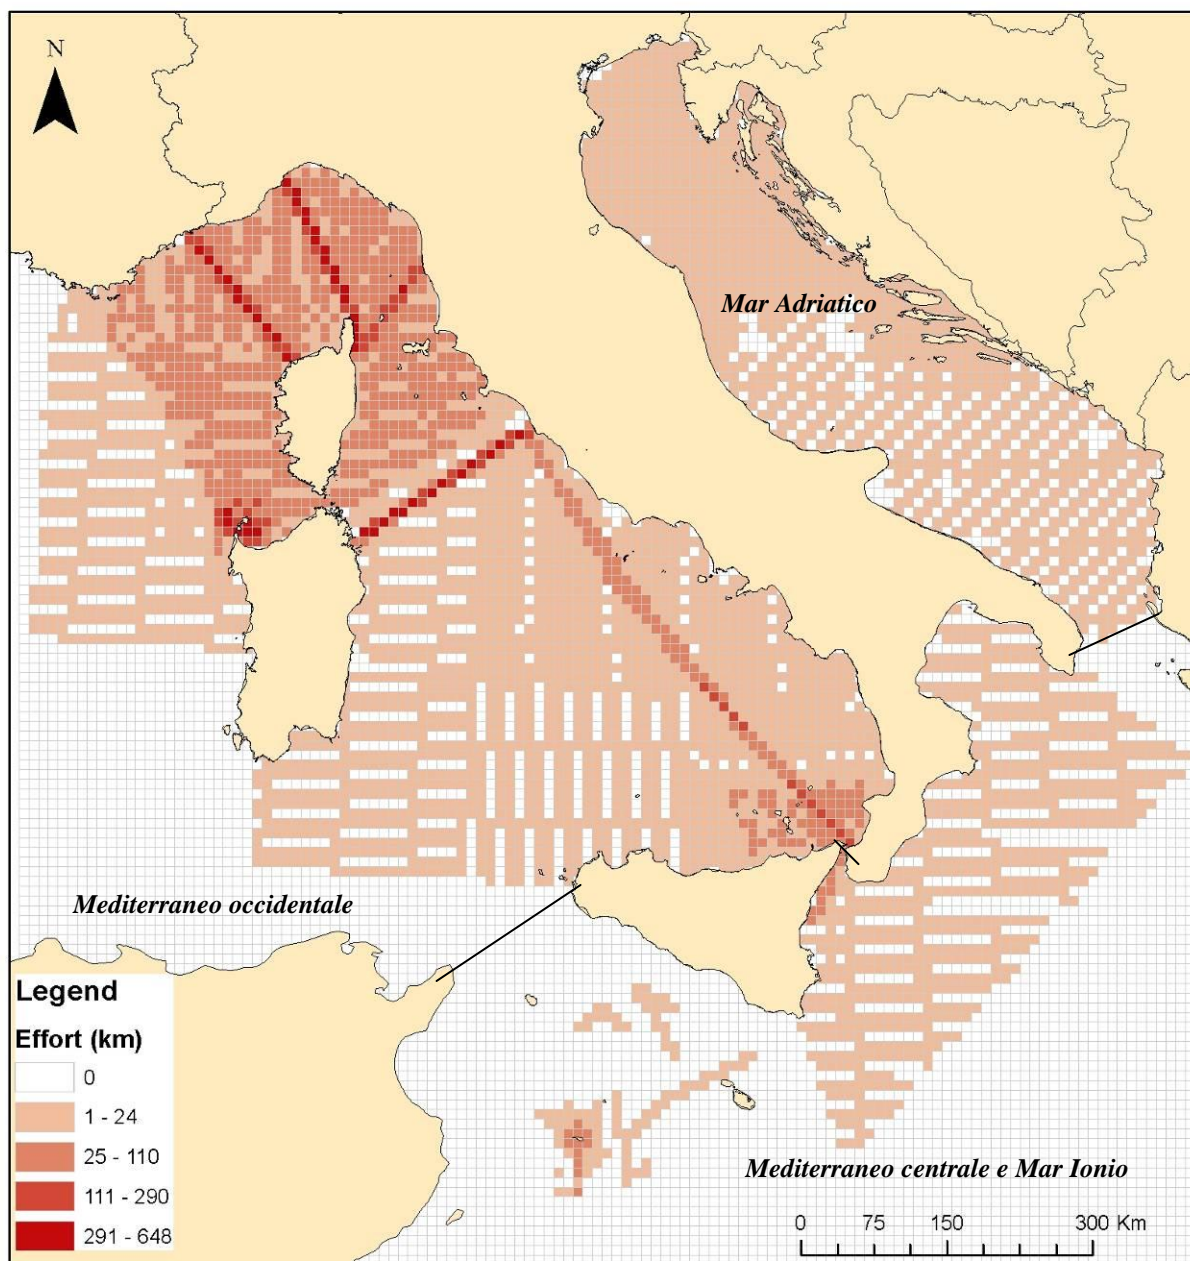 N
Mar Adriatico
Mediterraneo occidentale
Legend
Effort (km)
0
1 - 24
25 - 110
111 - 290
291 - 648
Mediterraneo centrale e Mar Ionio
0 75 150 300 Km